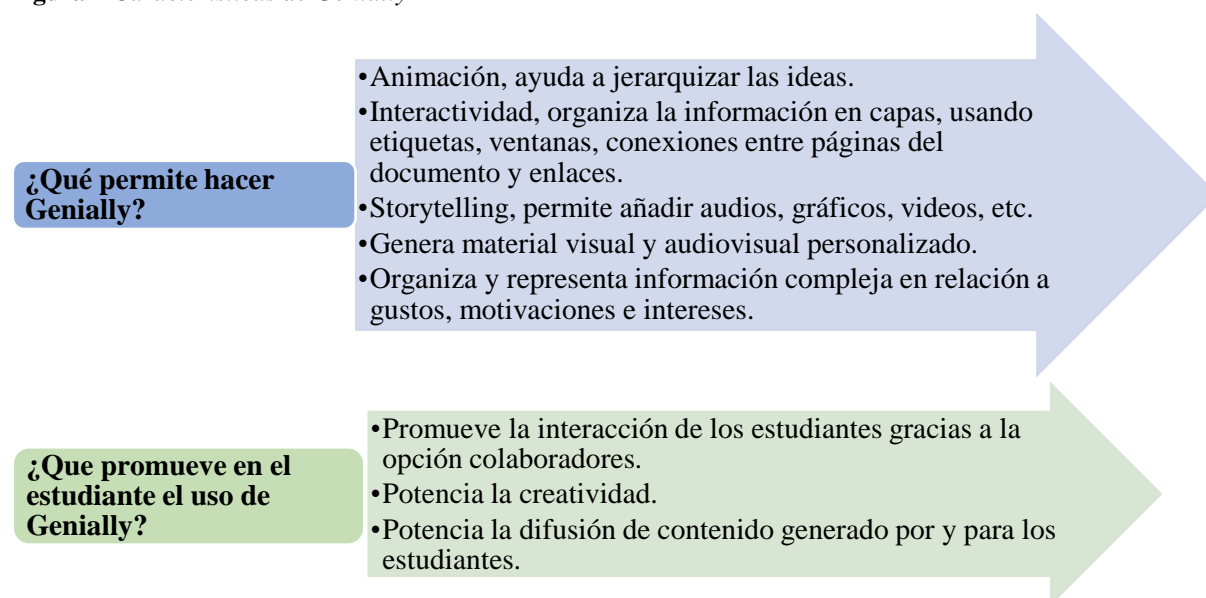 •Animación, ayuda a jerarquizar las ideas.
•Interactividad, organiza la información en capas, usando
etiquetas, ventanas, conexiones entre páginas del
documento y enlaces.
¿Qué permite hacer
Genially?
•Storytelling, permite añadir audios, gráficos, videos, etc.
•Genera material visual y audiovisual personalizado.
•Organiza y representa información compleja en relación a
gustos, motivaciones e intereses.
¿Que promueve en el
estudiante el uso de
Genially?
•Promueve la interacción de los estudiantes gracias a la
opción colaboradores.
•Potencia la creatividad.
•Potencia la difusión de contenido generado por y para los
estudiantes.